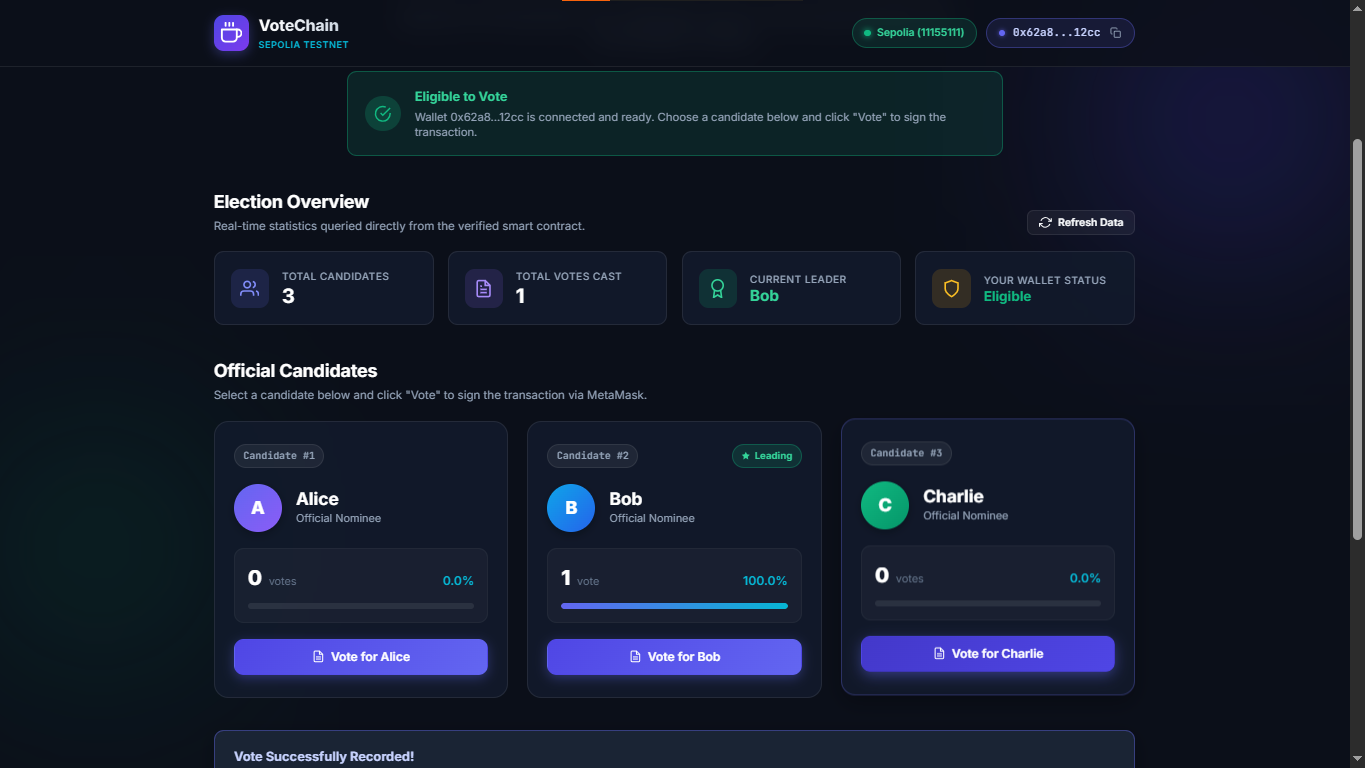 VoteChain
SEPOLIA TESTNET
Sepolia (11155111)
0x62a8...12cc
Eligible to Vote
Wallet 0x62a8...12cc is connected and ready. Choose a candidate below and click "Vote" to sign the
transaction.
Election Overview
Real-time statistics queried directly from the verified smart contract.
Refresh Data
TOTAL CANDIDATES
3
TOTAL VOTES CAST
1
CURRENT LEADER
Bob
YOUR WALLET STATUS
Eligible
Official Candidates
Select a candidate below and click "Vote" to sign the transaction via MetaMask.
Candidate #1
A
Alice
Official Nominee
0 votes
0.0%
Vote for Alice
Candidate #2
Leading
B
Bob
Official Nominee
1 vote
100.0%
Vote for Bob
Candidate #3
C
Charlie
Official Nominee
0 votes
0.0%
Vote for Charlie
Vote Successfully Recorded!